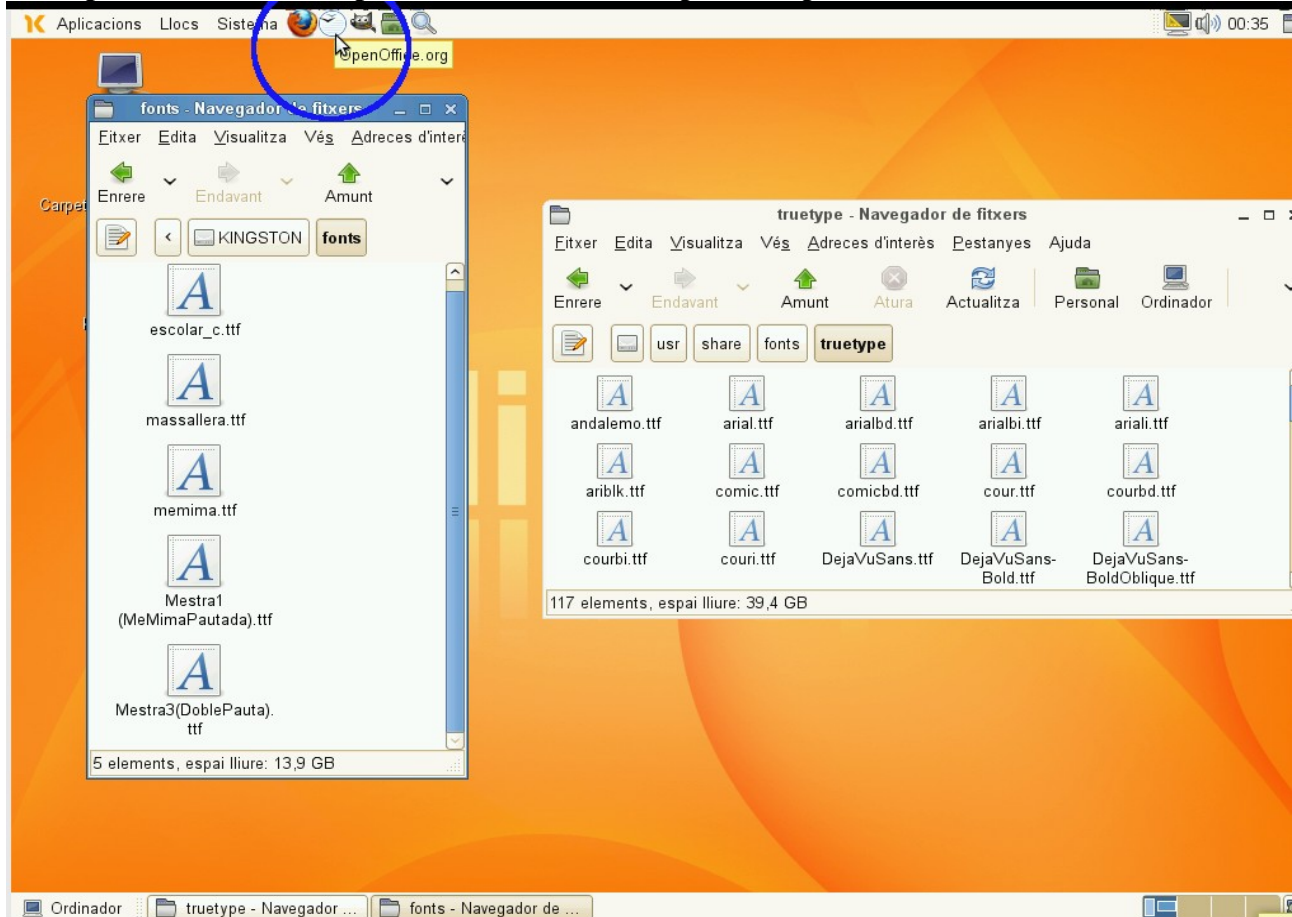 Aplicacions Llocs Sistema 00:35
OpenOffice.org
fonts - Navegador de fitxers
Fitxer Edita Visualitza Vés Adreces d'interè
Enrere Endavant Amunt
KINGSTON fonts
escolar_c.ttf
massallera.ttf
memima.ttf
Mestra1
(MeMimaPautada).ttf
Mestra3(DoblePauta).
ttf
5 elements, espai lliure: 13,9 GB
Carpe
truetype - Navegador de fitxers
Fitxer Edita Visualitza Vés Adreces d'interès Pestanyes Ajuda
Enrere Endavant Amunt Atura Actualitza Personal Ordinador
usr share fonts truetype
andalemo.ttf arial.ttf arialbd.ttf arialbi.ttf ariali.ttf
ariblk.ttf comic.ttf comicbd.ttf cour.ttf courbd.ttf
courbi.ttf couri.ttf DejaVuSans.ttf DejaVuSans-Bold.ttf DejaVuSans-BoldOblique.ttf
117 elements, espai lliure: 39,4 GB
Ordinador truetype - Navegador ... fonts - Navegador de ...